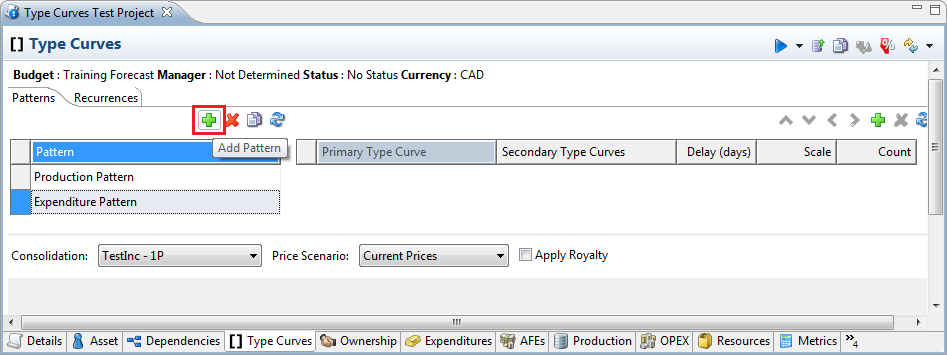 Type Curves Test Project
[] Type Curves
Budget : Training Forecast Manager : Not Determined Status : No Status Currency : CAD
Patterns Recurrences
Add Pattern
Pattern Primary Type Curve Secondary Type Curves Delay (days) Scale Count
Production Pattern
Expenditure Pattern
Consolidation: TestInc - 1P Price Scenario: Current Prices Apply Royalty
Details Asset Dependencies [] Type Curves Ownership Expenditures AFEs Production OPEX Resources Metrics »4